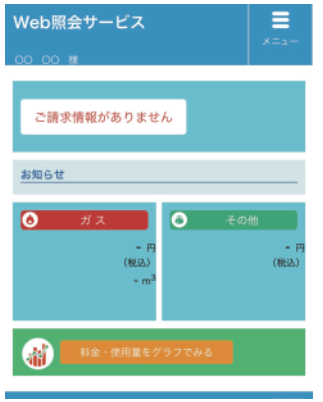 Web照会サービス
メニュー
○○ ○○ 様
ご請求情報がありません
お知らせ
ガス
- 円
(税込)
- m³
その他
- 円
(税込)
料金・使用量をグラフでみる